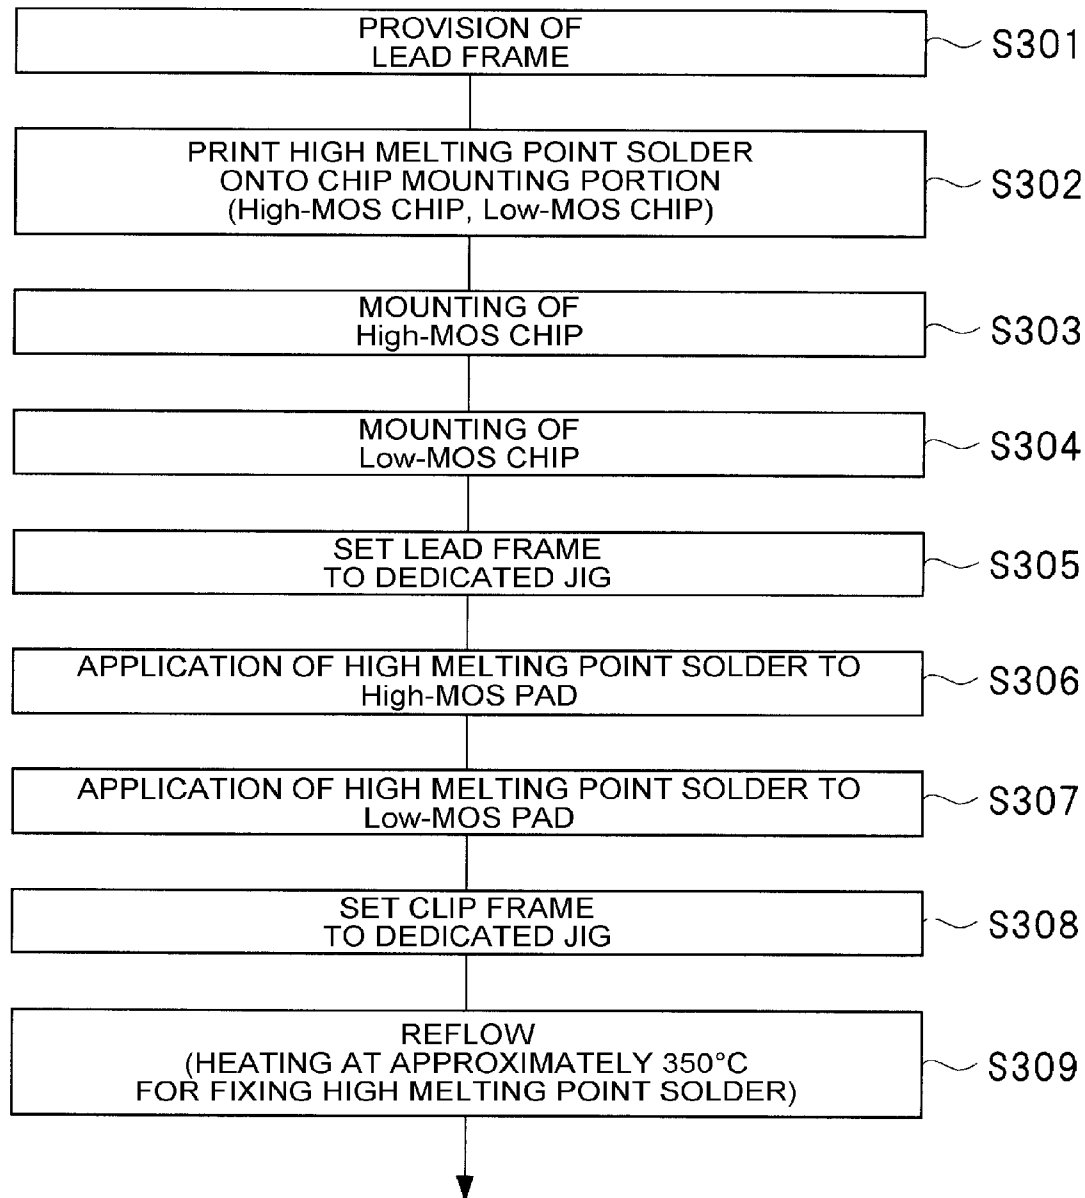 PROVISION OF
LEAD FRAME
S301
PRINT HIGH MELTING POINT SOLDER
ONTO CHIP MOUNTING PORTION
(High-MOS CHIP, Low-MOS CHIP)
S302
MOUNTING OF
High-MOS CHIP
S303
MOUNTING OF
Low-MOS CHIP
S304
SET LEAD FRAME
TO DEDICATED JIG
S305
APPLICATION OF HIGH MELTING POINT SOLDER TO
High-MOS PAD
S306
APPLICATION OF HIGH MELTING POINT SOLDER TO
Low-MOS PAD
S307
SET CLIP FRAME
TO DEDICATED JIG
S308
REFLOW
(HEATING AT APPROXIMATELY 350°C
FOR FIXING HIGH MELTING POINT SOLDER)
S309